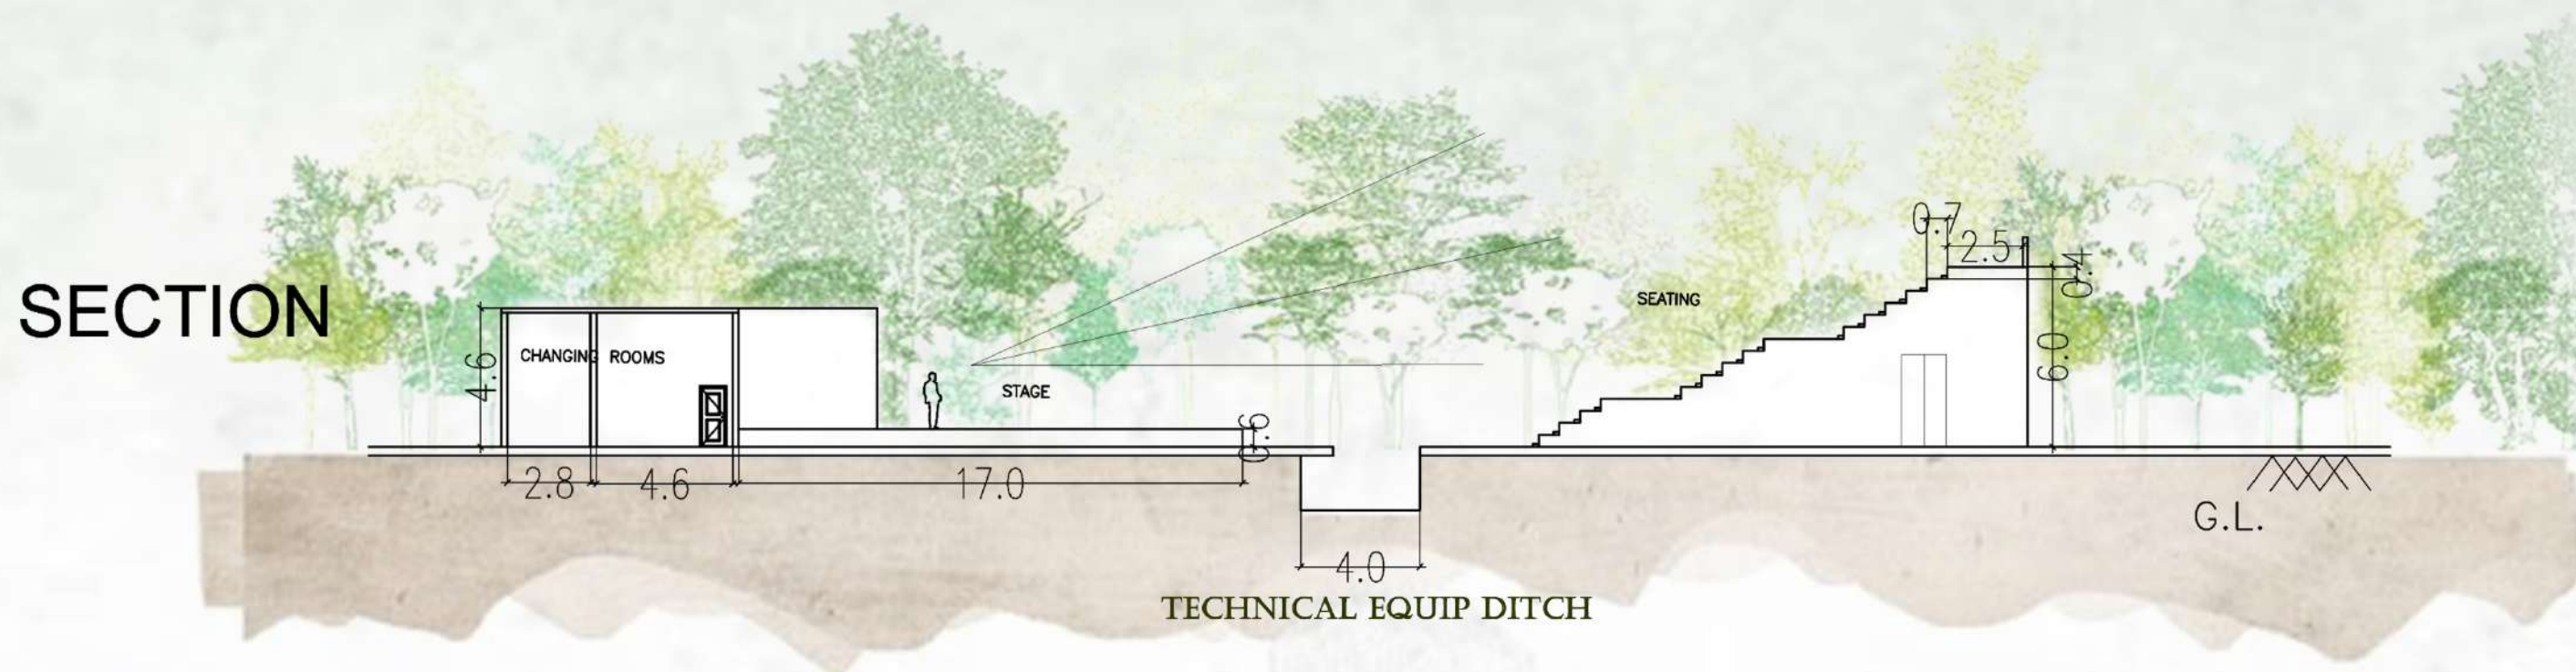 SECTION
4.6
CHANGING ROOMS
2.8
4.6
17.0
STAGE
0.6
4.0
TECHNICAL EQUIP DITCH
SEATING
0.7
2.5
0.4
6.0
G.L.